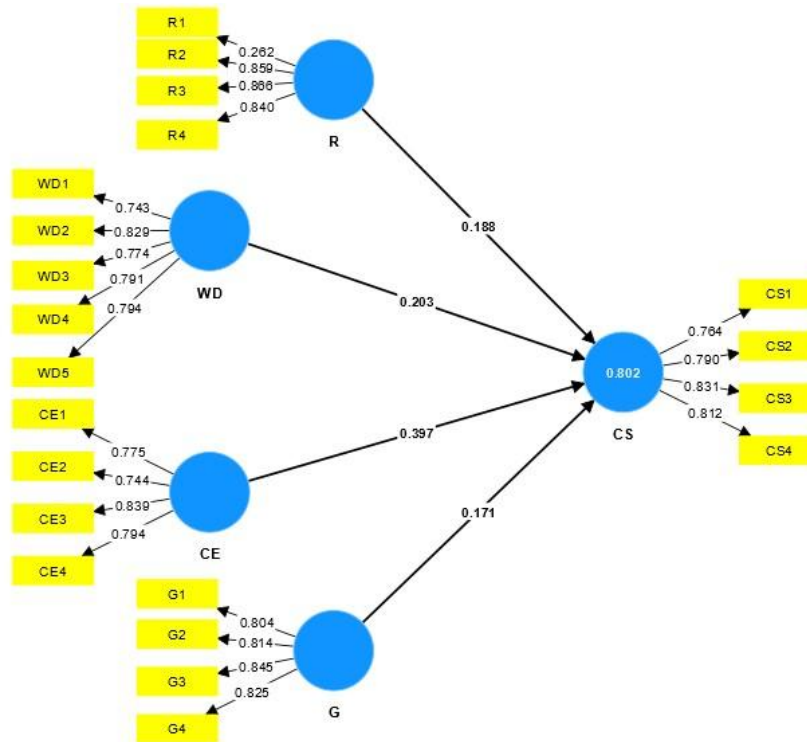 R1
R2
R3
R4
0.262
0.859
0.866
0.840
R
0.188
WD1
WD2
WD3
WD4
WD5
0.743
0.829
0.774
0.791
0.794
WD
0.203
CE1
CE2
CE3
CE4
0.775
0.744
0.839
0.794
CE
0.397
G1
G2
G3
G4
0.804
0.814
0.845
0.825
G
0.171
0.802
CS
0.764
0.790
0.831
0.812
CS1
CS2
CS3
CS4